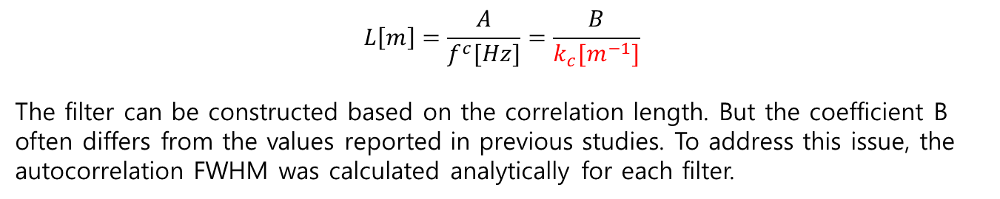 L[m] = A / f^c[Hz] = B / k_c[m^−1]
The filter can be constructed based on the correlation length. But the coefficient B
often differs from the values reported in previous studies. To address this issue, the
autocorrelation FWHM was calculated analytically for each filter.